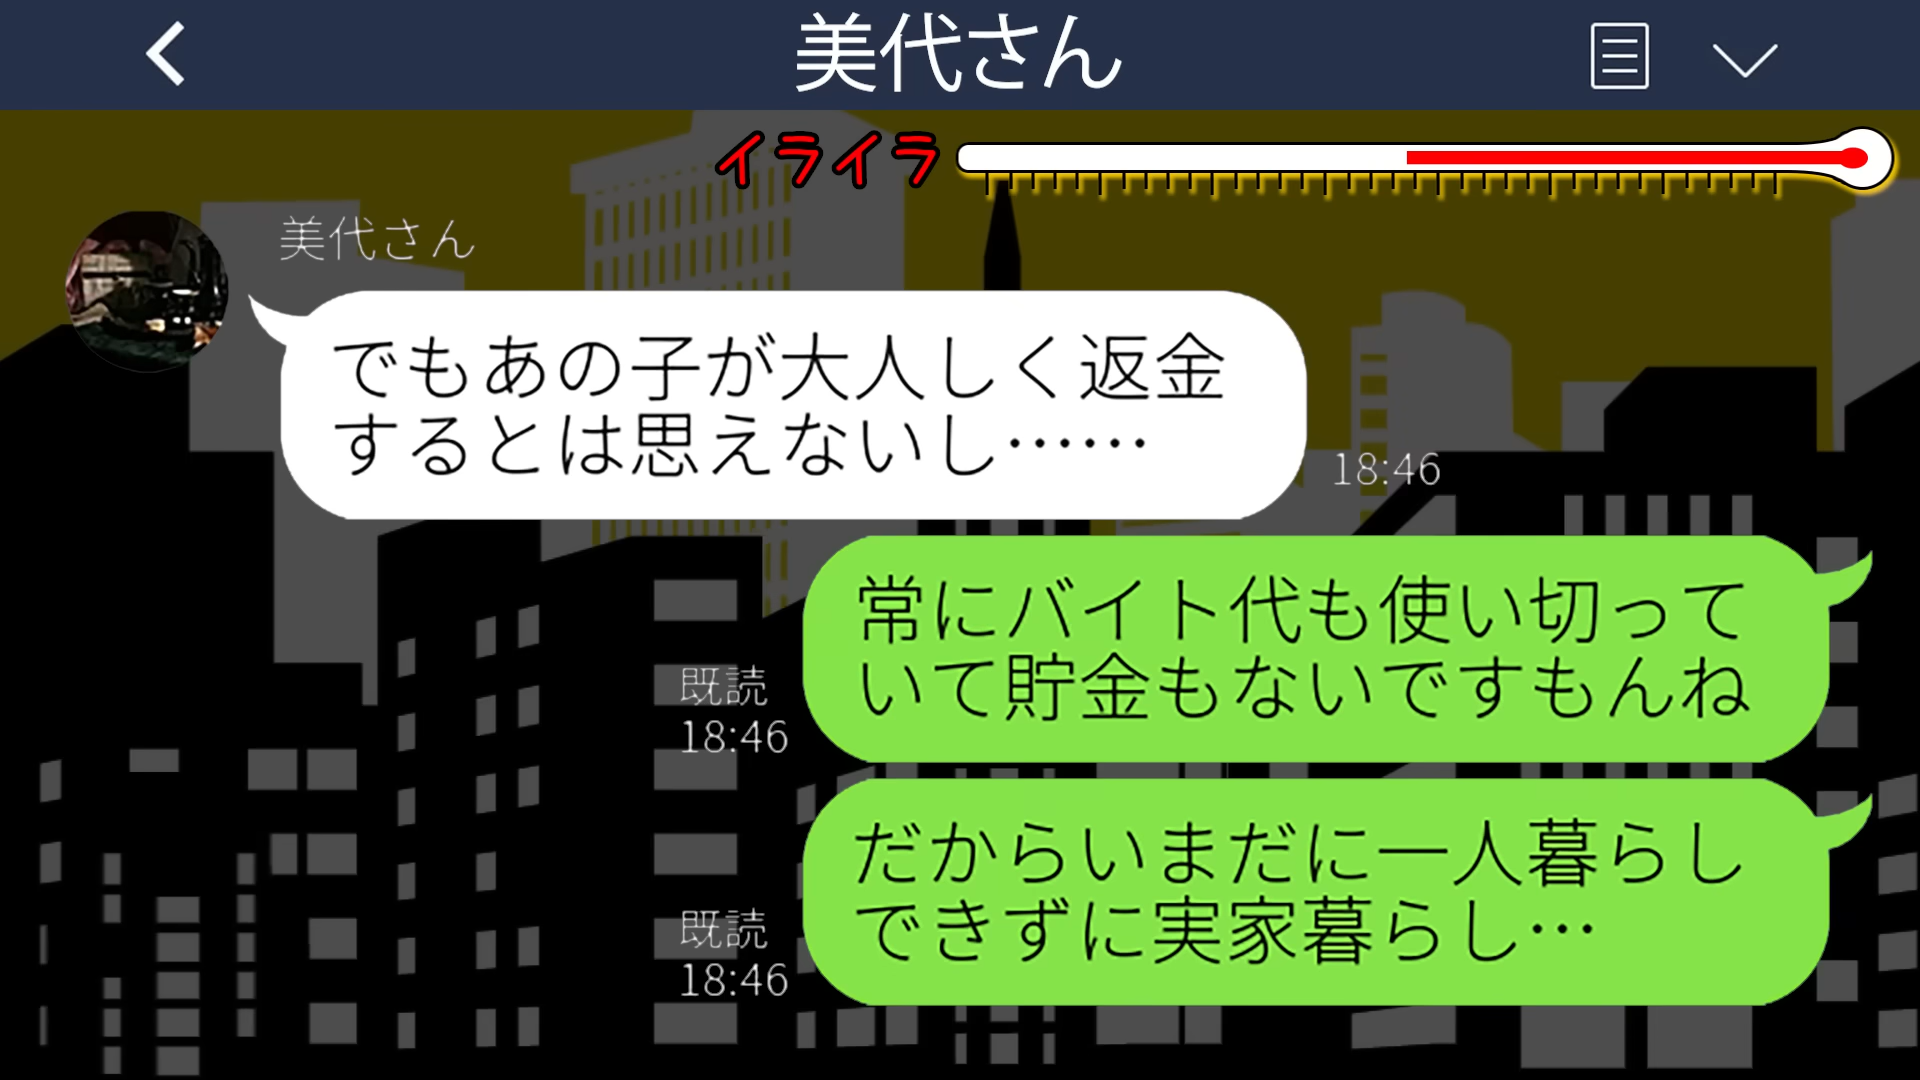 美代さん
イライラ
美代さん
でもあの子が大人しく返金
するとは思えないし……
18:46
常にバイト代も使い切って
いて貯金もないですもんね
既読
18:46
だからいまだに一人暮らし
できずに実家暮らし…
既読
18:46